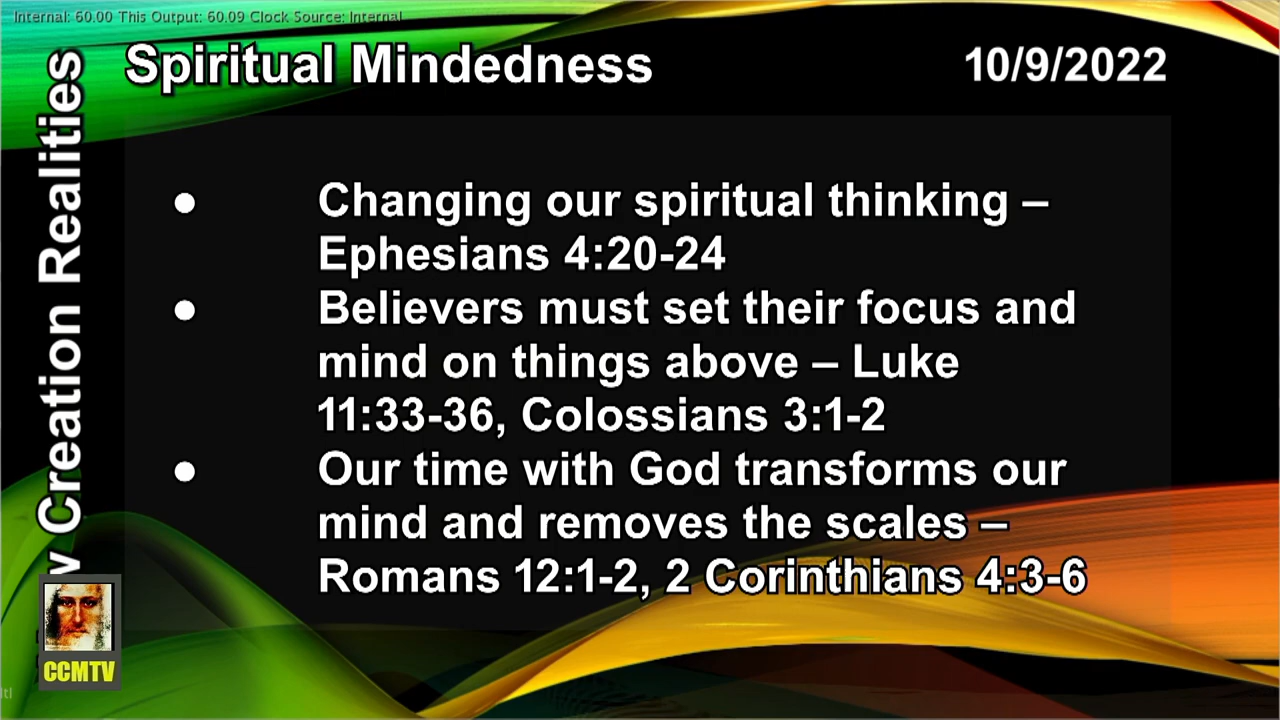 Internal: 60.00 This Output: 60.09 Clock Source: Internal
Spiritual Mindedness
10/9/2022
Creation Realities
● Changing our spiritual thinking –
Ephesians 4:20-24
● Believers must set their focus and
mind on things above – Luke
11:33-36, Colossians 3:1-2
● Our time with God transforms our
mind and removes the scales –
Romans 12:1-2, 2 Corinthians 4:3-6
CCMTV